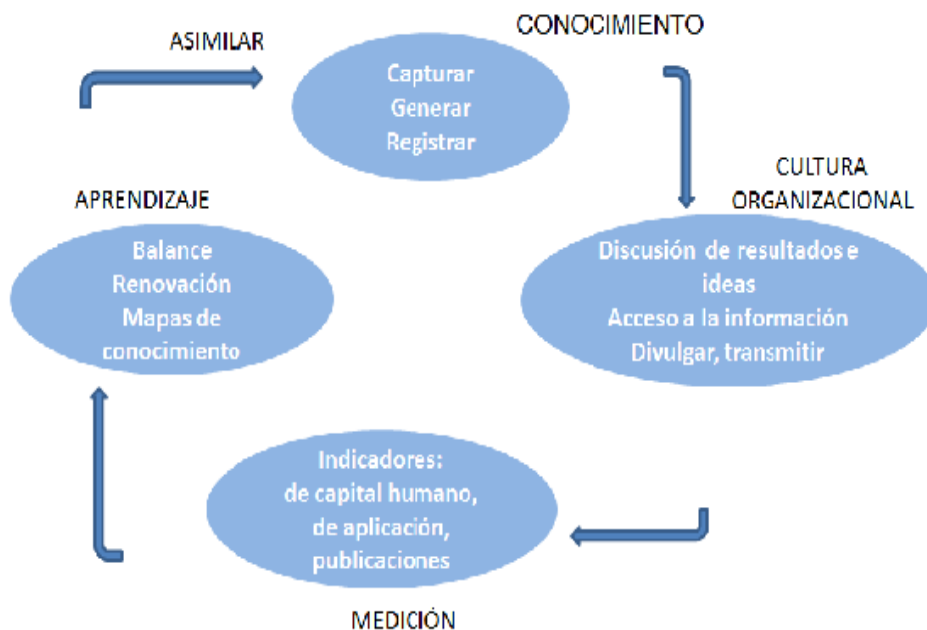 ASIMILAR
CONOCIMIENTO
Capturar
Generar
Registrar
CULTURA
ORGANIZACIONAL
Discusión de resultados e
ideas
Acceso a la información
Divulgar, transmitir
APRENDIZAJE
Balance
Renovación
Mapas de
conocimiento
Indicadores:
de capital humano,
de aplicación,
publicaciones
MEDICIÓN